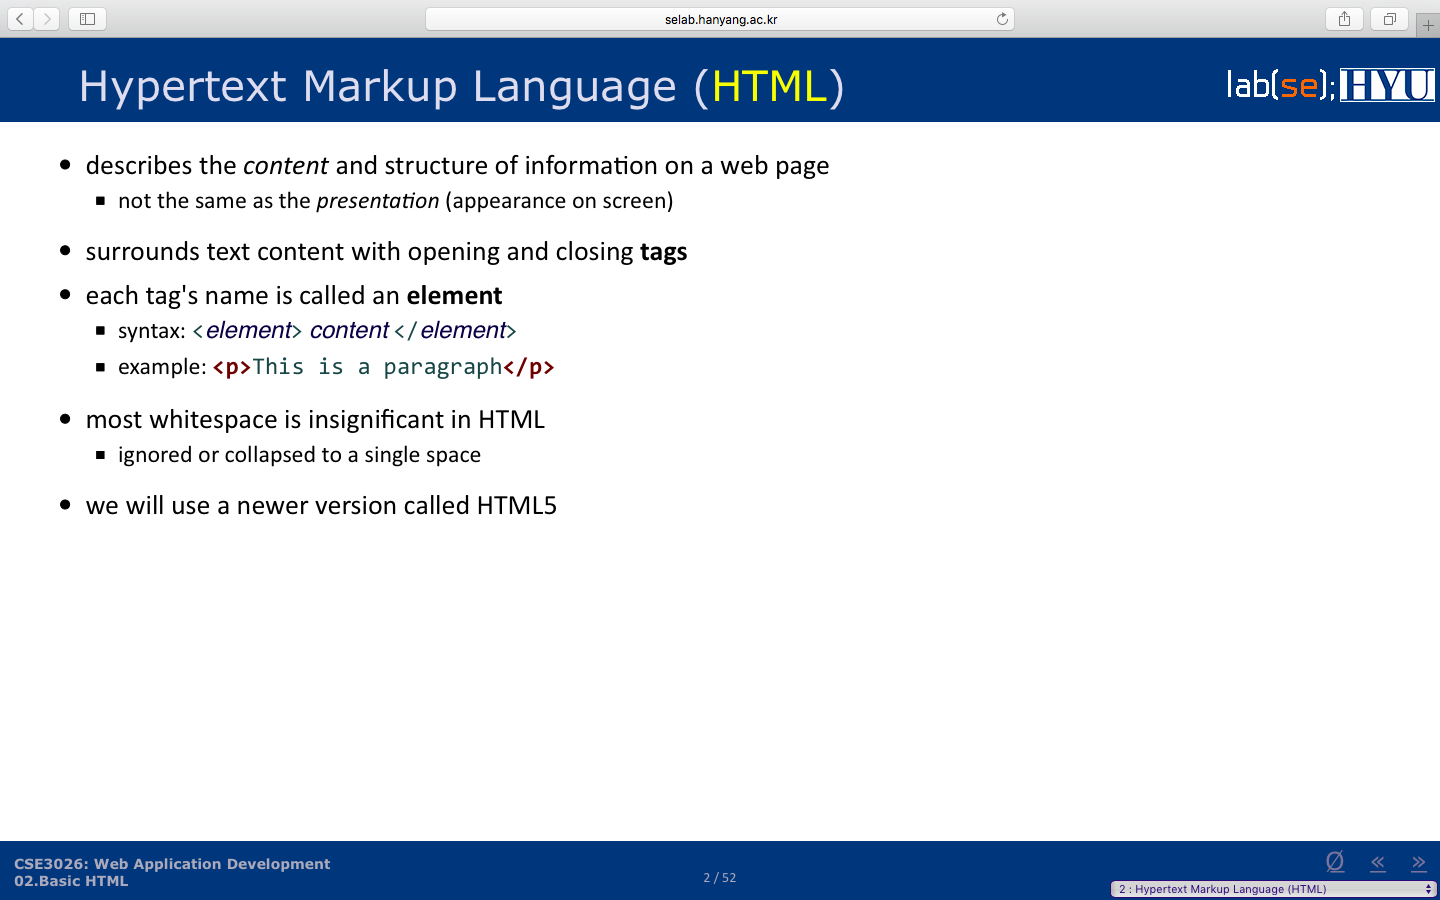 selab.hanyang.ac.kr
Hypertext Markup Language (HTML)
lab(se);HYU
describes the content and structure of information on a web page
not the same as the presentation (appearance on screen)
surrounds text content with opening and closing tags
each tag's name is called an element
syntax: <element> content </element>
example: <p>This is a paragraph</p>
most whitespace is insignificant in HTML
ignored or collapsed to a single space
we will use a newer version called HTML5
CSE3026: Web Application Development
02.Basic HTML
2 / 52
Ø « »
2 : Hypertext Markup Language (HTML)